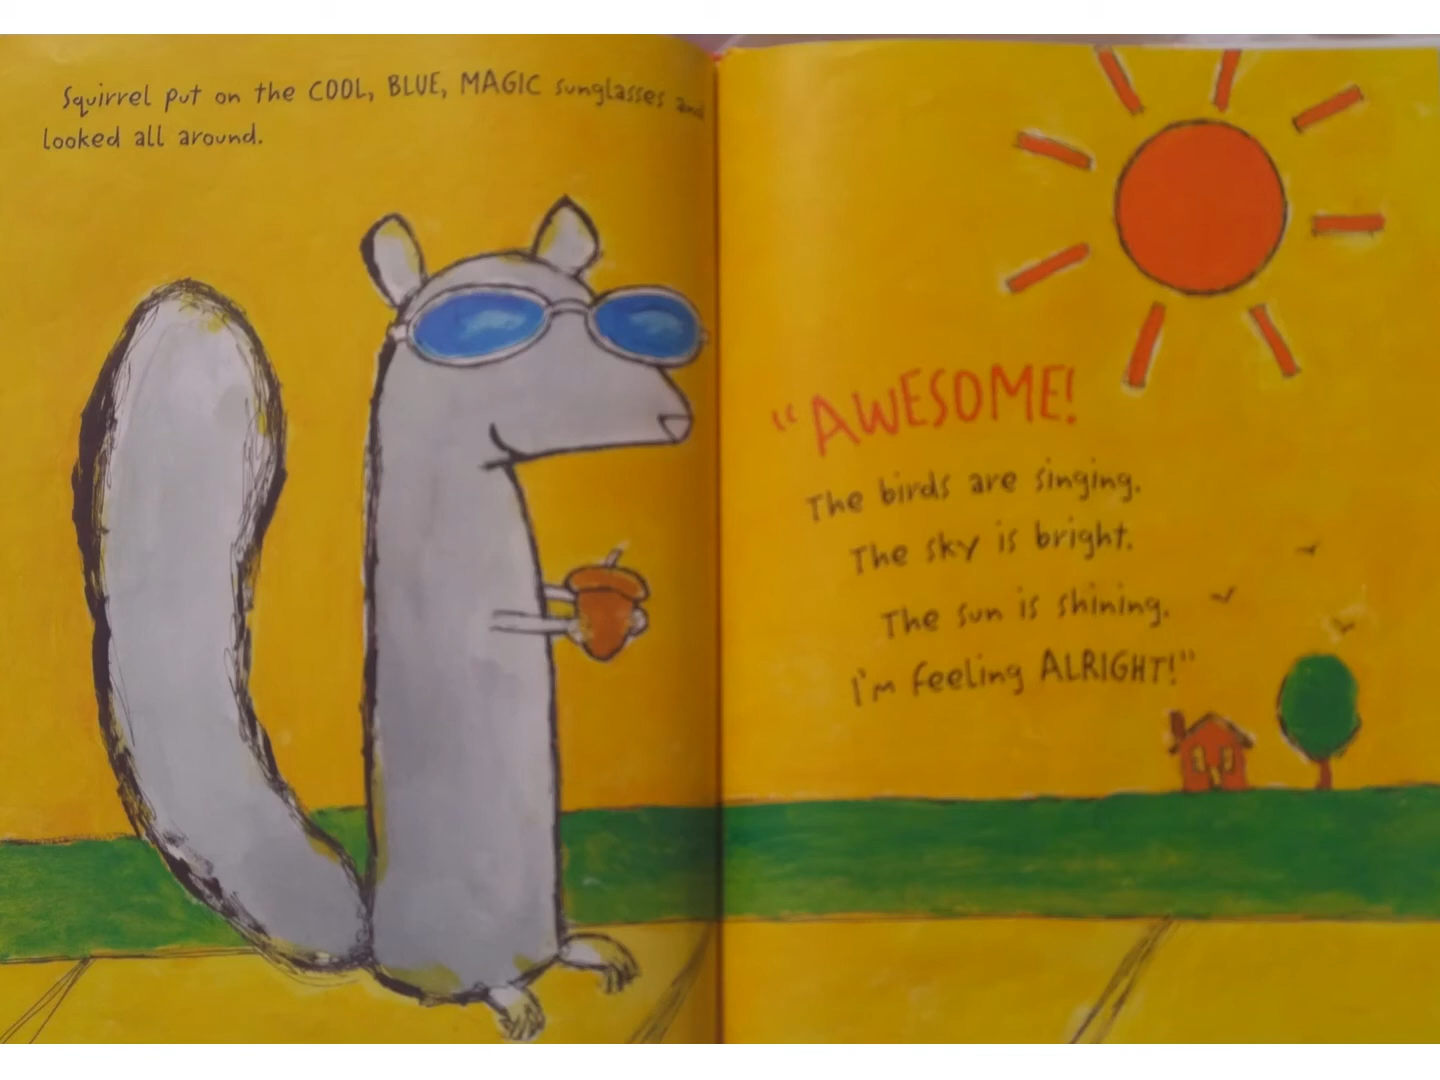 Squirrel put on the COOL, BLUE, MAGIC sunglasses and
looked all around.
"AWESOME!
The birds are singing.
The sky is bright.
The sun is shining.
I'm feeling ALRIGHT!"